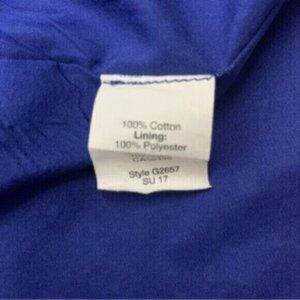 100% Cotton
Lining:
100% Polyester
Style G2657
SU 17